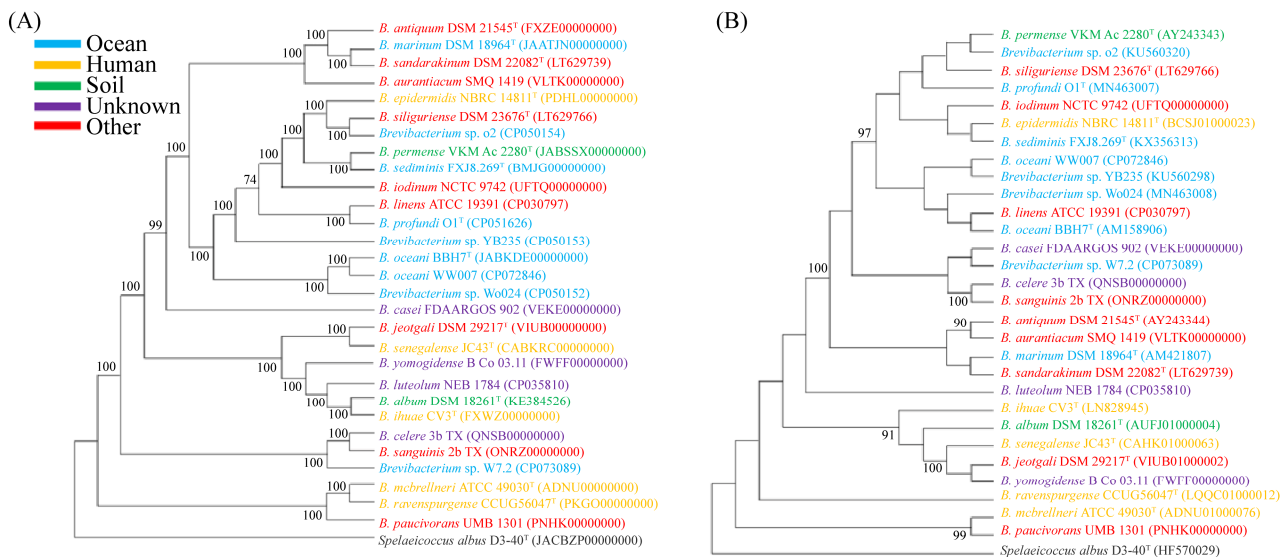 (A)
Ocean
Human
Soil
Unknown
Other
B. antiquum DSM 21545ᵀ (FXZE00000000)
B. marinum DSM 18964ᵀ (JAATJN00000000)
B. sandarakinum DSM 22082ᵀ (LT629739)
B. aurantiacum SMQ 1419 (VLTK00000000)
B. epidermidis NBRC 14811ᵀ (PDHL00000000)
B. siliguriense DSM 23676ᵀ (LT629766)
Brevibacterium sp. o2 (CP050154)
B. permense VKM Ac 2280ᵀ (JABSSX00000000)
B. sediminis FXJ8.269ᵀ (BMJG00000000)
B. iodinum NCTC 9742 (UFTQ00000000)
B. linens ATCC 19391 (CP030797)
B. profundi O1ᵀ (CP051626)
Brevibacterium sp. YB235 (CP050153)
B. oceani BBH7ᵀ (JABKDE00000000)
B. oceani WW007 (CP072846)
Brevibacterium sp. Wo024 (CP050152)
B. casei FDAARGOS 902 (VEKE00000000)
B. jeotgali DSM 29217ᵀ (VIUB00000000)
B. senegalense JC43ᵀ (CABKRC00000000)
B. yomogidense B Co 03.11 (FWFF00000000)
B. luteolum NEB 1784 (CP035810)
B. album DSM 18261ᵀ (KE384526)
B. ihuae CV3ᵀ (FXWZ00000000)
B. celere 3b TX (QNSB00000000)
B. sanguinis 2b TX (ONRZ00000000)
Brevibacterium sp. W7.2 (CP073089)
B. mcbrellneri ATCC 49030ᵀ (ADNU00000000)
B. ravenspurgense CCUG56047ᵀ (PKGO00000000)
B. paucivorans UMB 1301 (PNHK00000000)
Spelaeicoccus albus D3-40ᵀ (JACBZP00000000)
100
100
100
100
100
100
100
100
100
100
74
100
99
100
100
100
100
100
100
100
100
100
100
100
100
100
100
(B)
B. permense VKM Ac 2280ᵀ (AY243343)
Brevibacterium sp. o2 (KU560320)
B. siliguriense DSM 23676ᵀ (LT629766)
B. profundi O1ᵀ (MN463007)
B. iodinum NCTC 9742 (UFTQ00000000)
B. epidermidis NBRC 14811ᵀ (BCSJ01000023)
B. sediminis FXJ8.269ᵀ (KX356313)
B. oceani WW007 (CP072846)
Brevibacterium sp. YB235 (KU560298)
Brevibacterium sp. Wo024 (MN463008)
B. linens ATCC 19391 (CP030797)
B. oceani BBH7ᵀ (AM158906)
B. casei FDAARGOS 902 (VEKE00000000)
Brevibacterium sp. W7.2 (CP073089)
B. celere 3b TX (QNSB00000000)
B. sanguinis 2b TX (ONRZ00000000)
B. antiquum DSM 21545ᵀ (AY243344)
B. aurantiacum SMQ 1419 (VLTK00000000)
B. marinum DSM 18964ᵀ (AM421807)
B. sandarakinum DSM 22082ᵀ (LT629739)
B. luteolum NEB 1784 (CP035810)
B. ihuae CV3ᵀ (LN828945)
B. album DSM 18261ᵀ (AUFJ01000004)
B. senegalense JC43ᵀ (CAHK01000063)
B. jeotgali DSM 29217ᵀ (VIUB01000002)
B. yomogidense B Co 03.11 (FWFF00000000)
B. ravenspurgense CCUG56047ᵀ (LQQC01000012)
B. mcbrellneri ATCC 49030ᵀ (ADNU01000076)
B. paucivorans UMB 1301 (PNHK00000000)
Spelaeicoccus albus D3-40ᵀ (HF570029)
97
100
100
90
91
100
99